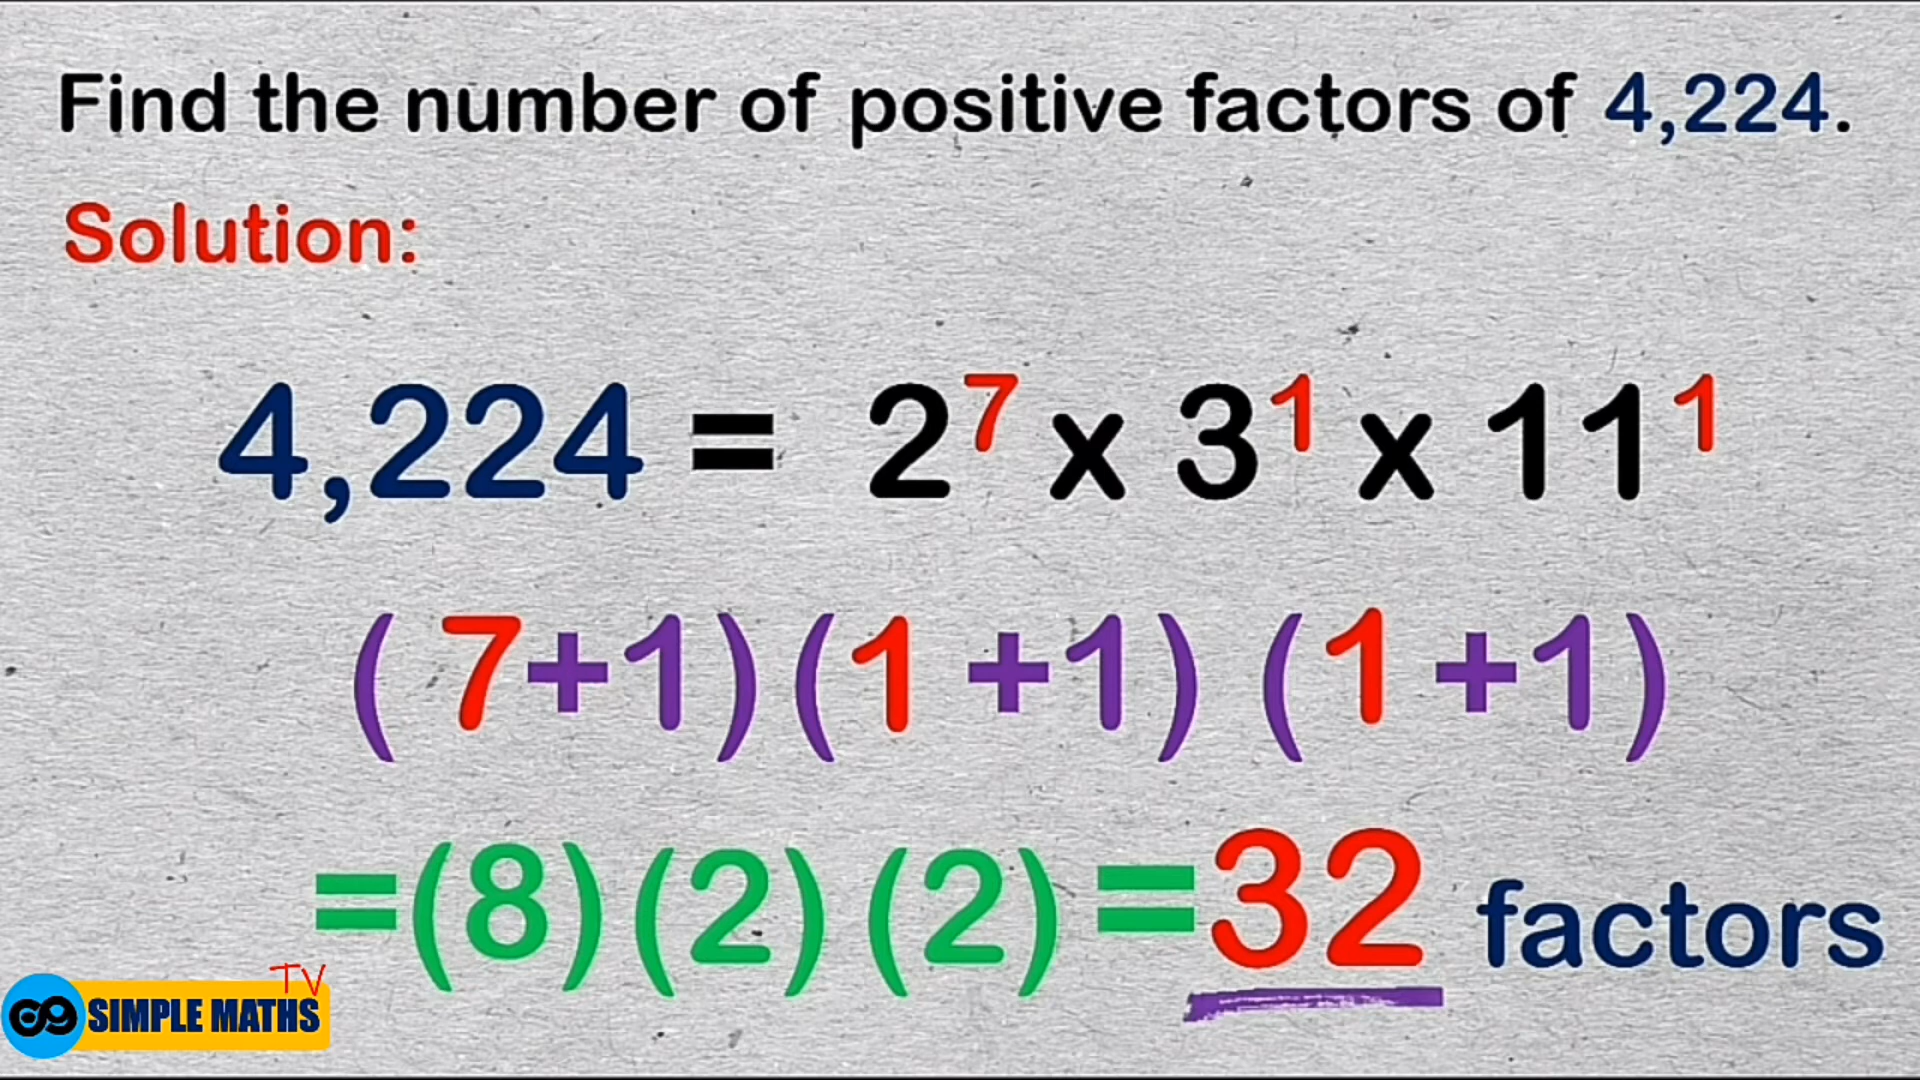 Find the number of positive factors of 4,224.
Solution:
4,224 = 2⁷ x 3¹ x 11¹
( 7+1)(1 +1) (1 +1)
=(8)(2)(2)=32 factors
TV
SIMPLE MATHS